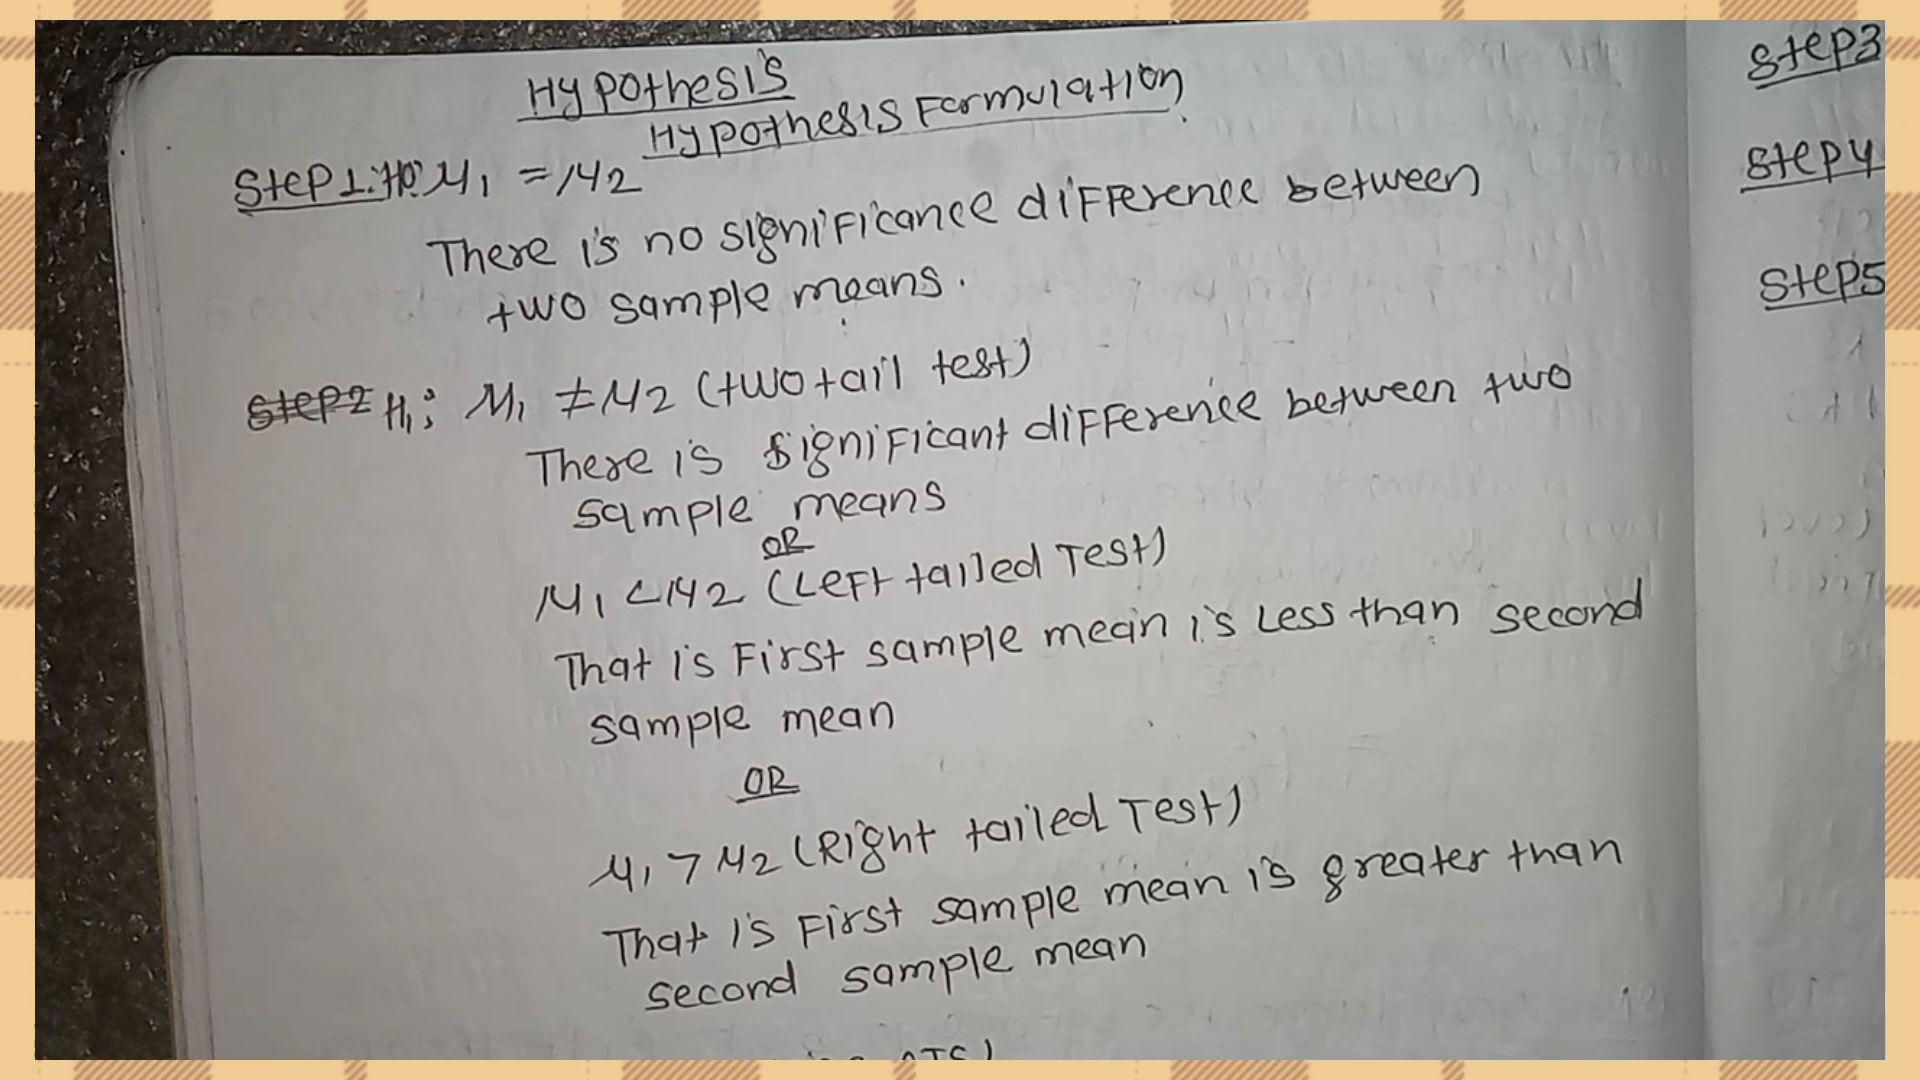 Hypothesis
Hypothesis Formulation
Step 1: H0: μ1 = μ2
There is no significance difference between
two sample means.
Step2 H1: μ1 ≠ μ2 (two tail test)
There is significant difference between two
sample means
OR
μ1 < μ2 (Left tailed Test)
That is First sample mean is Less than second
sample mean
OR
μ1 > μ2 (Right tailed Test)
That is First sample mean is greater than
second sample mean
Step3
Step4
Step5